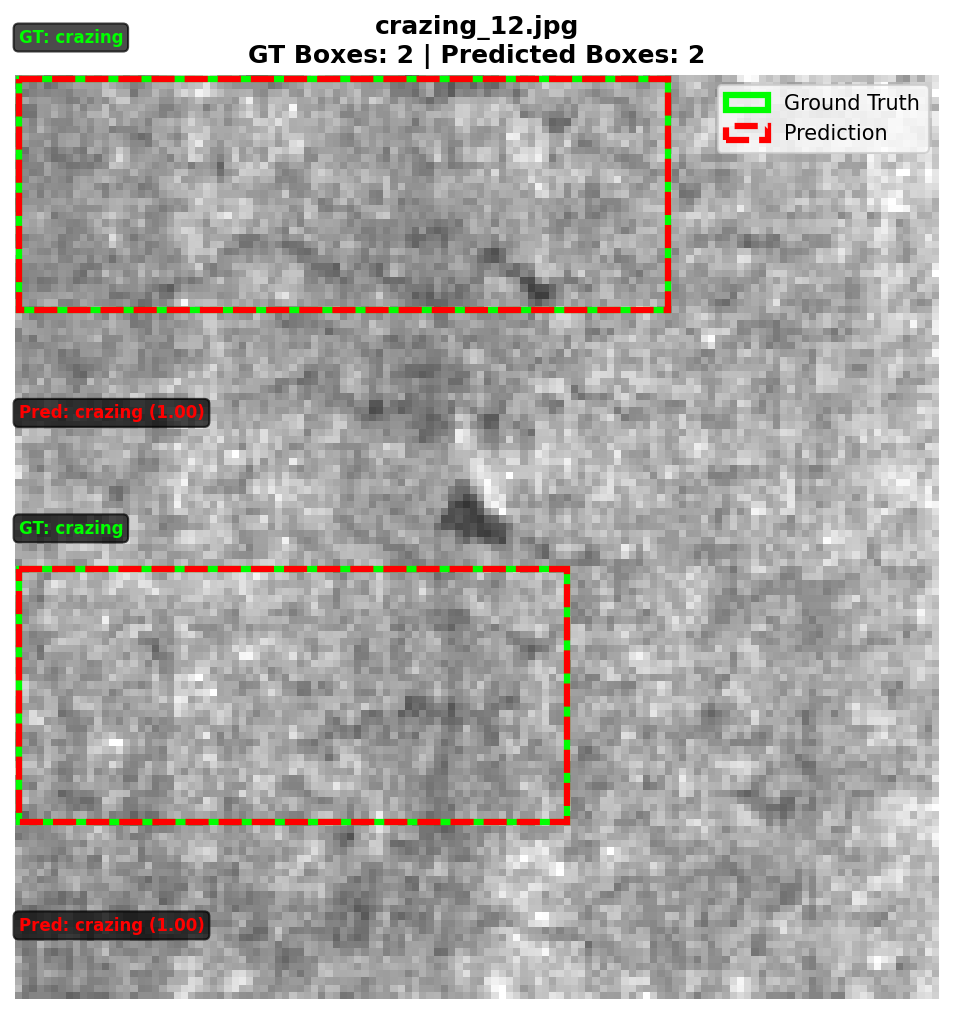 GT: crazing
crazing_12.jpg
GT Boxes: 2 | Predicted Boxes: 2
Ground Truth
Prediction
Pred: crazing (1.00)
GT: crazing
Pred: crazing (1.00)